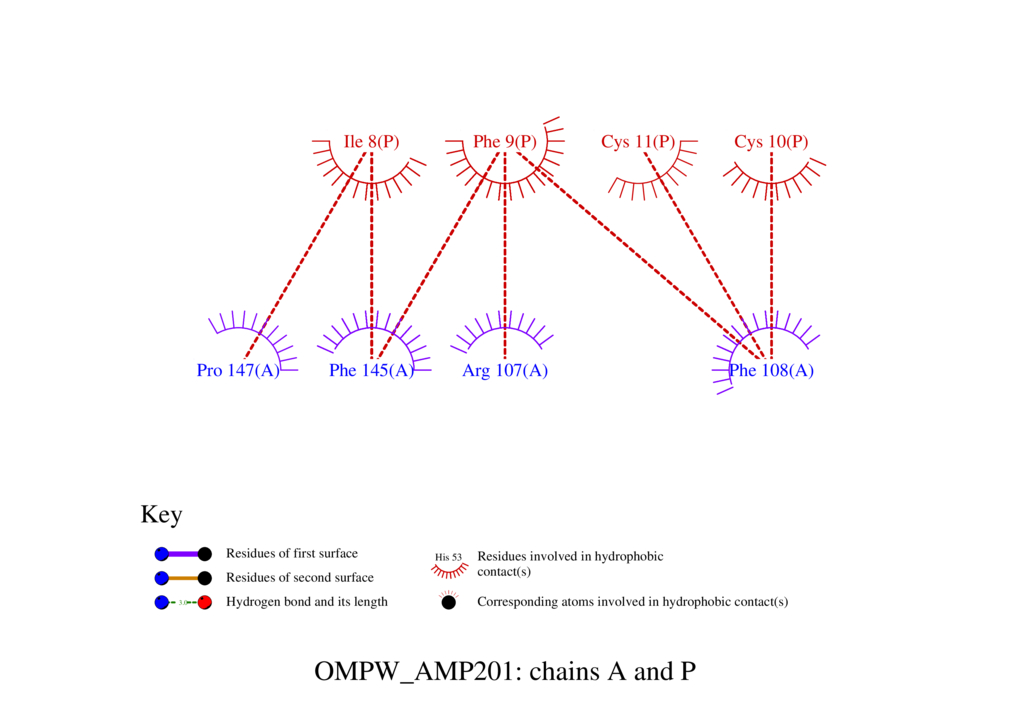 Ile 8(P) Phe 9(P) Cys 11(P) Cys 10(P)
Pro 147(A) Phe 145(A) Arg 107(A) Phe 108(A)
Key
Residues of first surface
Residues of second surface
3.0 Hydrogen bond and its length
His 53 Residues involved in hydrophobic
contact(s)
Corresponding atoms involved in hydrophobic contact(s)
OMPW_AMP201: chains A and P